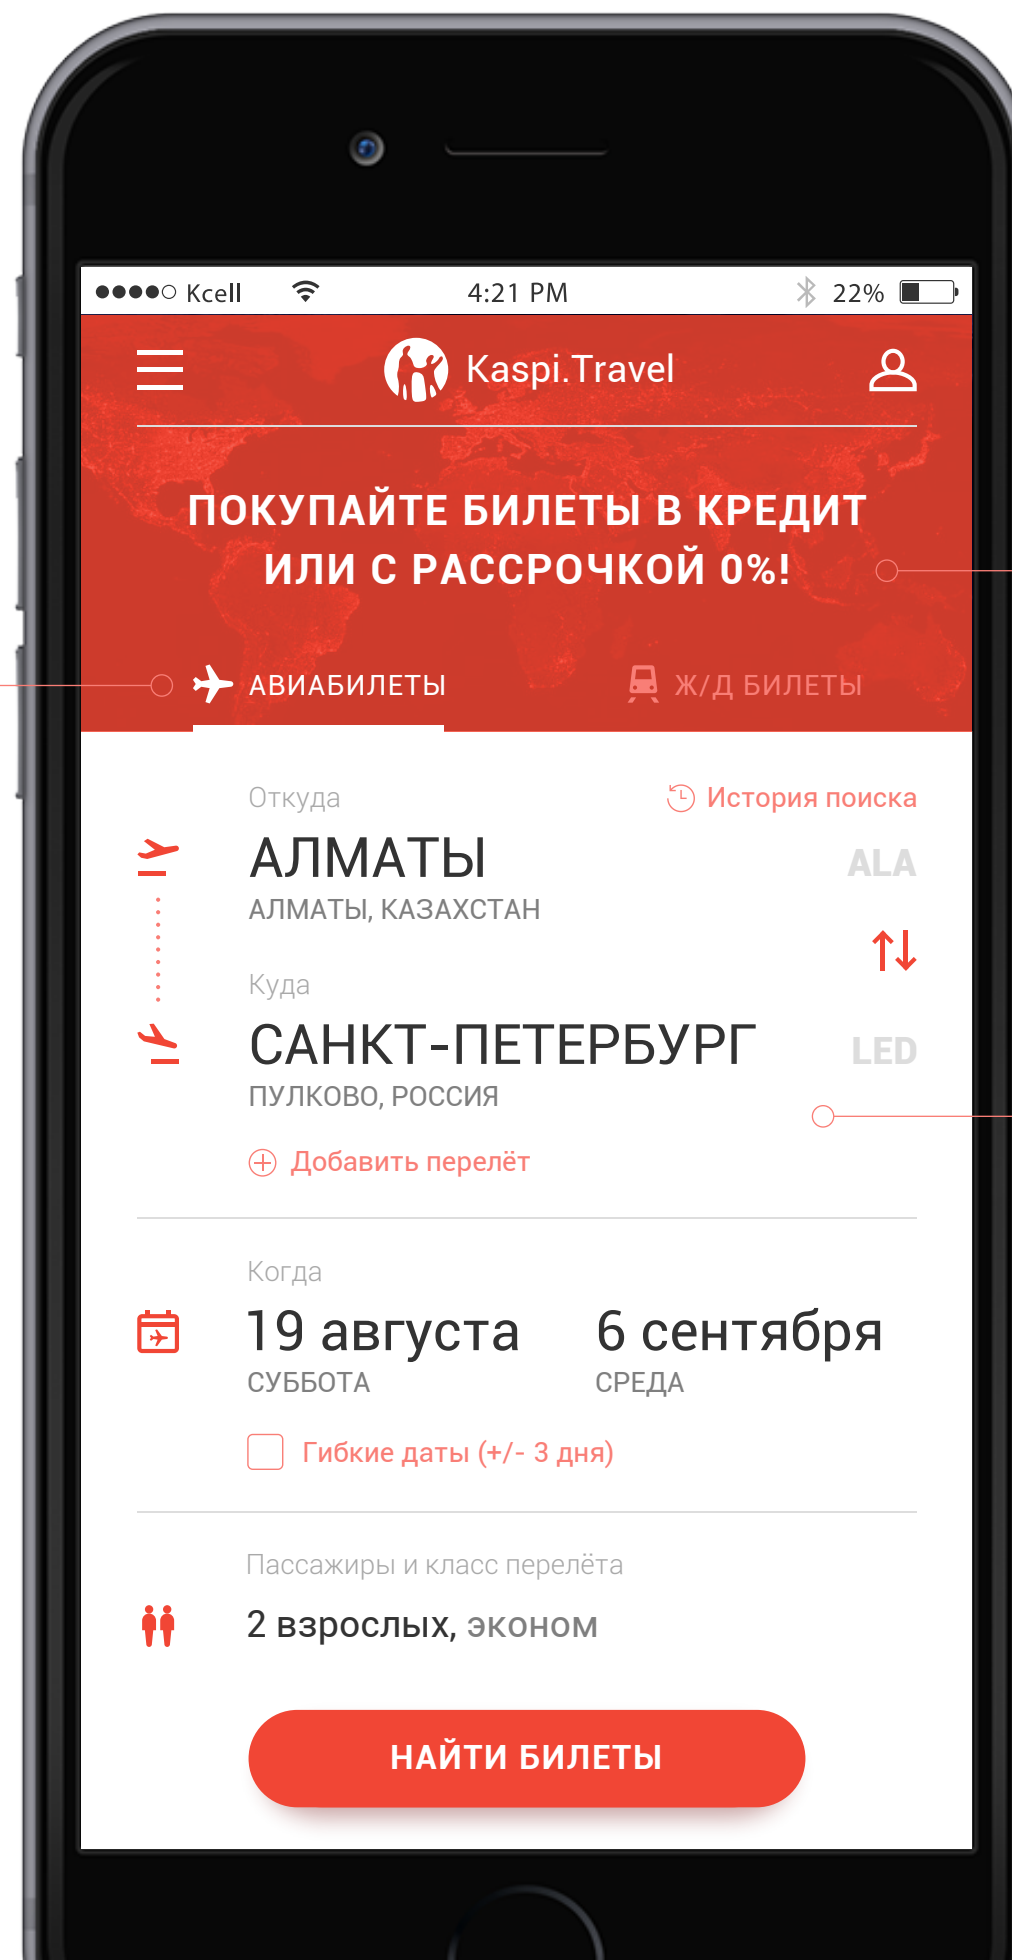 Kcell 4:21 PM 22%
Kaspi.Travel
ПОКУПАЙТЕ БИЛЕТЫ В КРЕДИТ
ИЛИ С РАССРОЧКОЙ 0%!
АВИАБИЛЕТЫ Ж/Д БИЛЕТЫ
Откуда История поиска
АЛМАТЫ ALA
АЛМАТЫ, КАЗАХСТАН
Куда
САНКТ-ПЕТЕРБУРГ LED
ПУЛКОВО, РОССИЯ
Добавить перелёт
Когда
19 августа 6 сентября
СУББОТА СРЕДА
Гибкие даты (+/- 3 дня)
Пассажиры и класс перелёта
2 взрослых, эконом
НАЙТИ БИЛЕТЫ